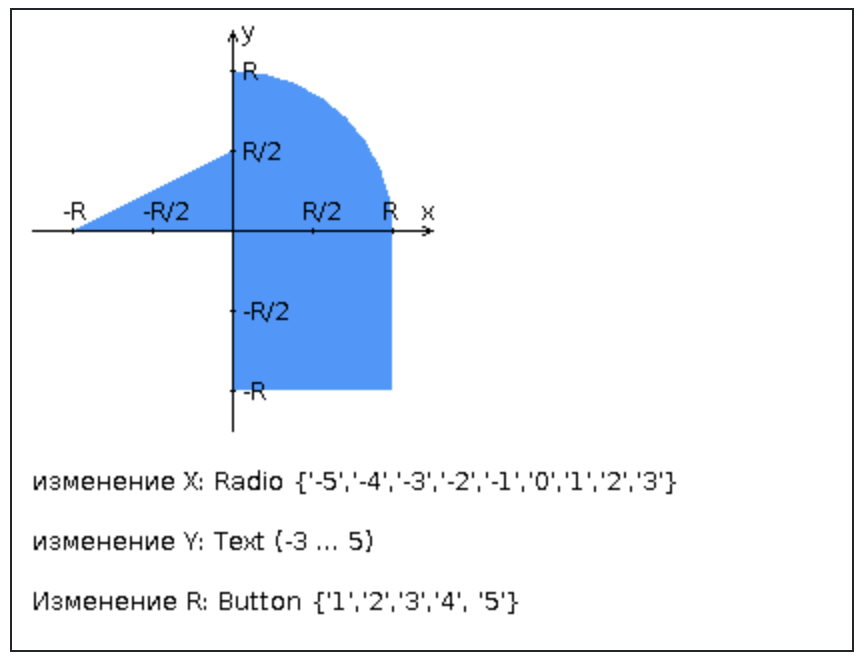 y
R
R/2
-R -R/2 R/2 R x
-R/2
-R
изменение X: Radio {'-5','-4','-3','-2','-1','0','1','2','3'}
изменение Y: Text (-3 ... 5)
Изменение R: Button {'1','2','3','4', '5'}